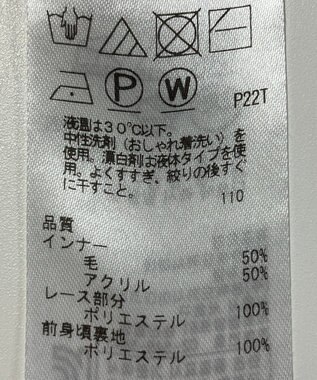 P
W
P22T
液温は30℃以下。
中性洗剤(おしゃれ着洗い)を
使用。漂白剤は液体タイプを使
用。よくすすぎ、絞りの後すぐ
に干すこと。
110
品質
インナー
毛 50%
アクリル 50%
レース部分
ポリエステル 100%
前身頃裏地
ポリエステル 100%